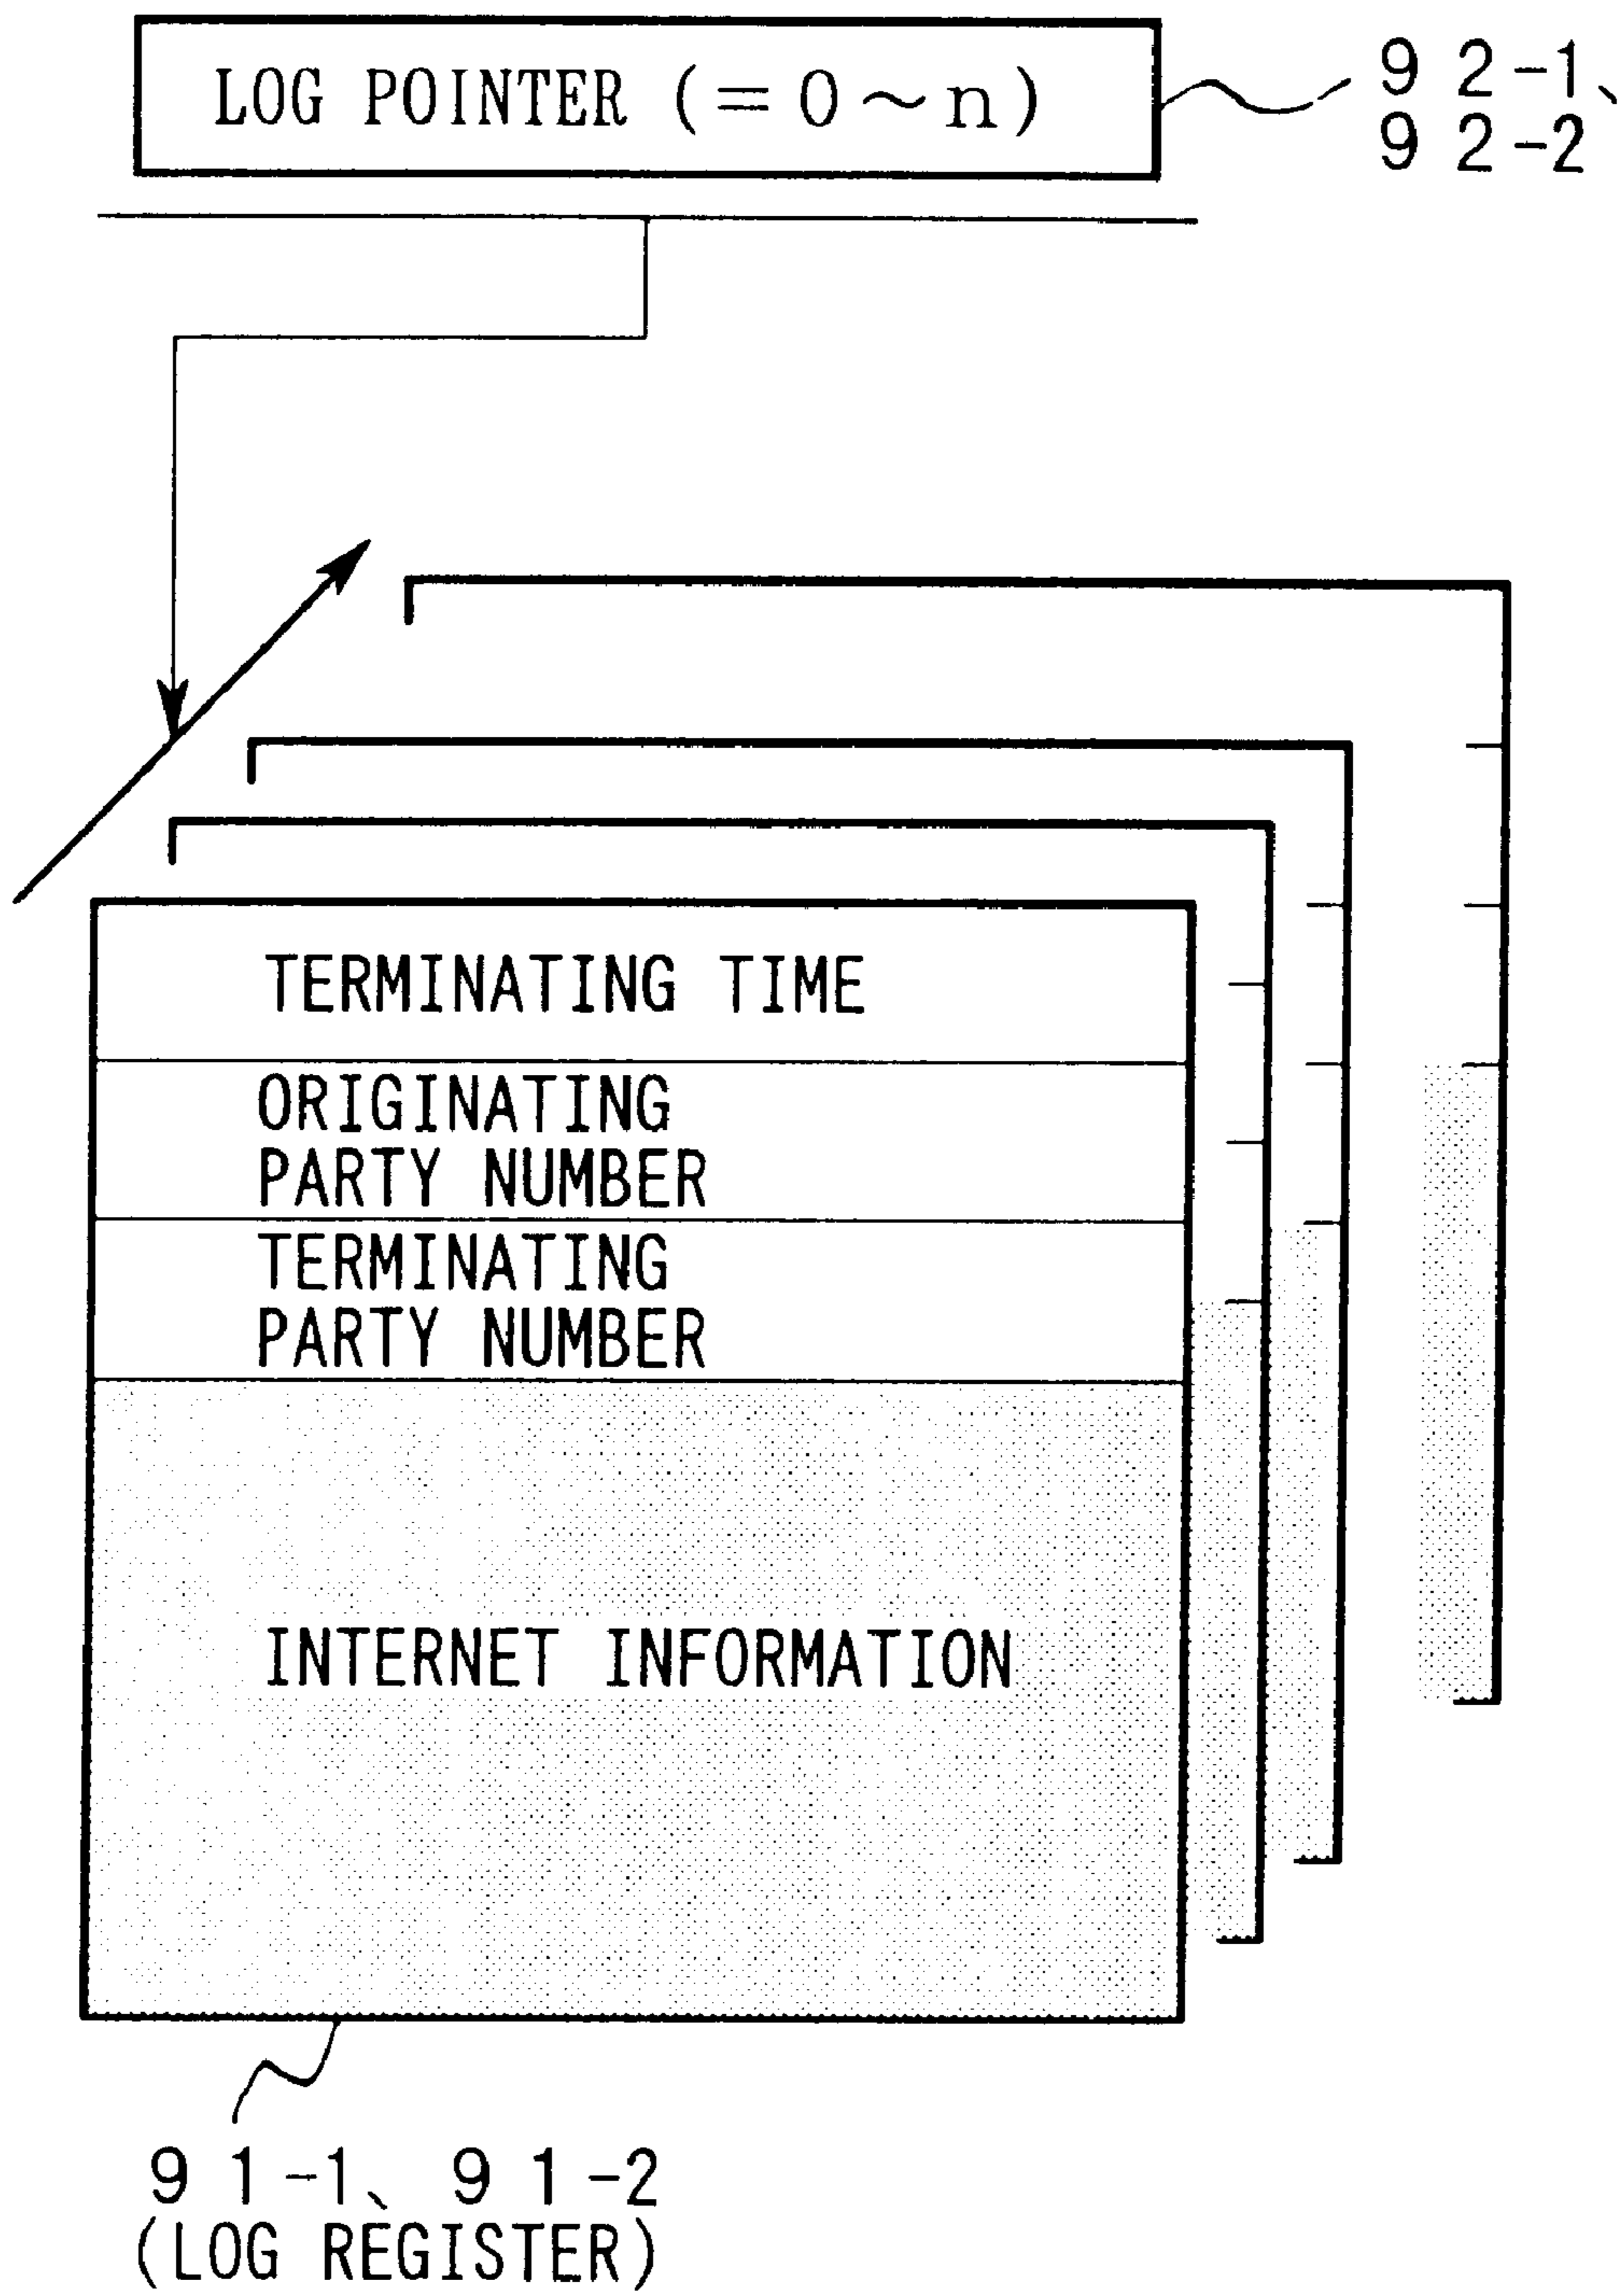 LOG POINTER (=0~n)
92-1、
92-2
TERMINATING TIME
ORIGINATING
PARTY NUMBER
TERMINATING
PARTY NUMBER
INTERNET INFORMATION
91-1、91-2
(LOG REGISTER)